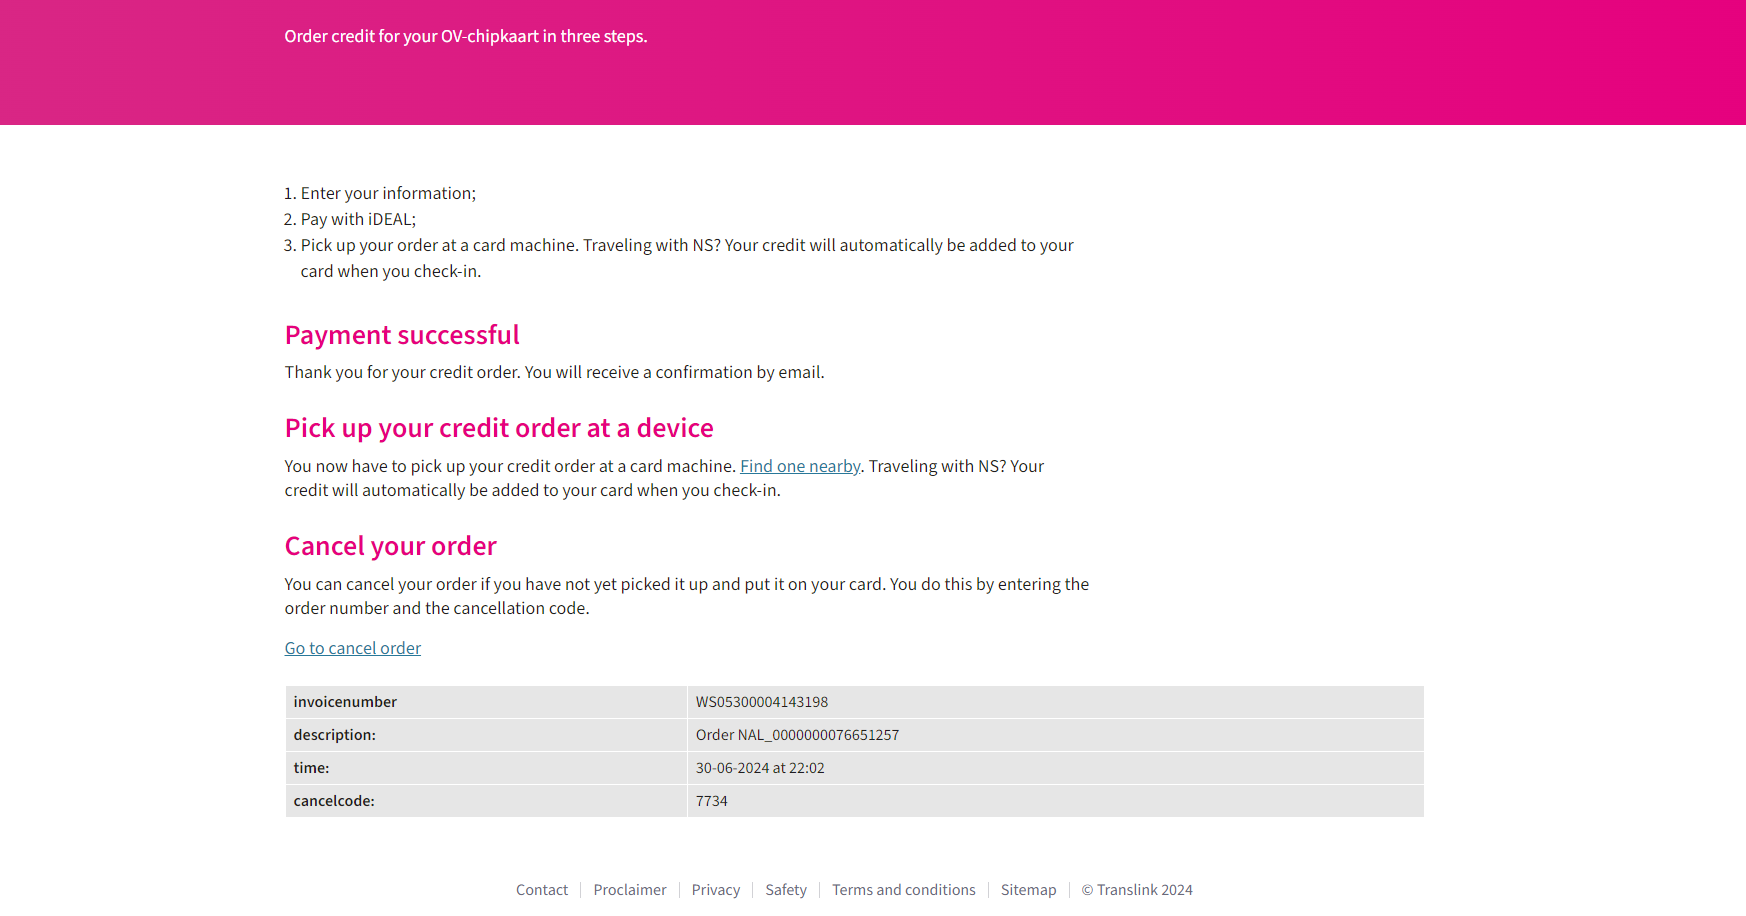 Order credit for your OV-chipkaart in three steps.
1. Enter your information;
2. Pay with iDEAL;
3. Pick up your order at a card machine. Traveling with NS? Your credit will automatically be added to your
card when you check-in.
Payment successful
Thank you for your credit order. You will receive a confirmation by email.
Pick up your credit order at a device
You now have to pick up your credit order at a card machine. Find one nearby. Traveling with NS? Your
credit will automatically be added to your card when you check-in.
Cancel your order
You can cancel your order if you have not yet picked it up and put it on your card. You do this by entering the
order number and the cancellation code.
Go to cancel order
invoicenumber WS05300004143198
description: Order NAL_0000000076651257
time: 30-06-2024 at 22:02
cancelcode: 7734
Contact Proclaimer Privacy Safety Terms and conditions Sitemap © Translink 2024